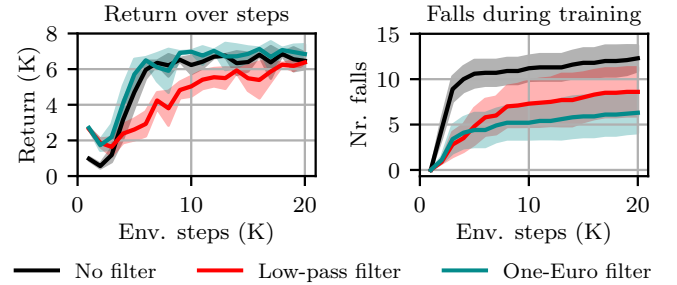 Return over steps
8
6
4
2
0
Return (K)
0
10
20
Env. steps (K)
Falls during training
15
10
5
0
Nr. falls
0
10
20
Env. steps (K)
No filter
Low-pass filter
One-Euro filter